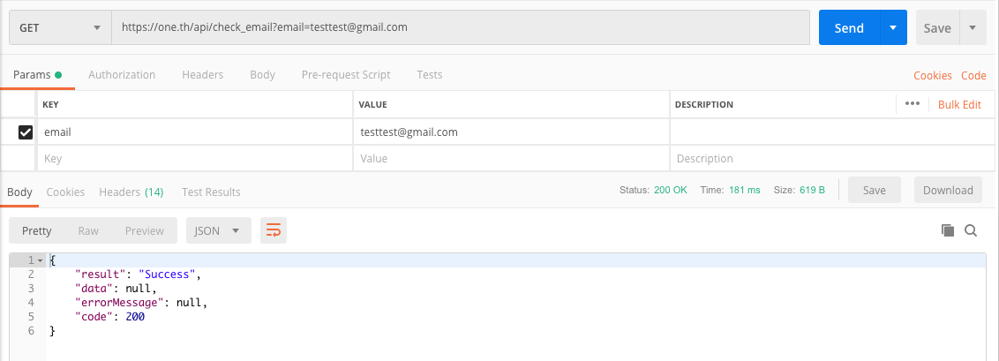 GET https://one.th/api/check_email?email=testtest@gmail.com Send Save
Params Authorization Headers Body Pre-request Script Tests Cookies Code
KEY VALUE DESCRIPTION ••• Bulk Edit
email testtest@gmail.com
Key Value Description
Body Cookies Headers (14) Test Results Status: 200 OK Time: 181 ms Size: 619 B Save Download
Pretty Raw Preview JSON
1 {
2 "result": "Success",
3 "data": null,
4 "errorMessage": null,
5 "code": 200
6 }